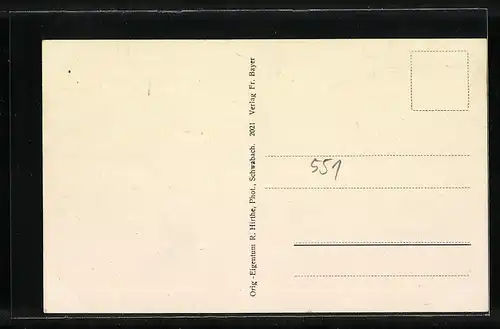 Orig.-Eigentum R. Hirthe, Phot., Schwabach. 2021 Verlag Fr. Bayer
551